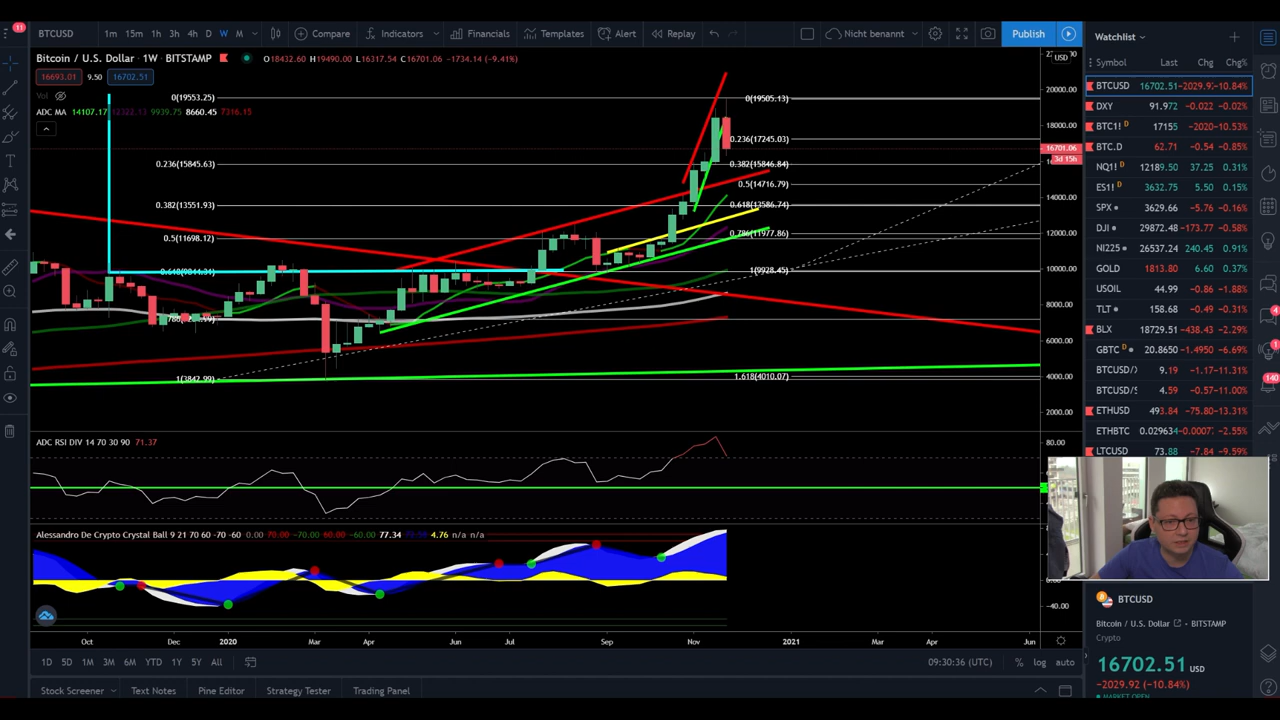 11
BTCUSD 1m 15m 1h 3h 4h D W M Compare Indicators Financials Templates Alert Replay Nicht benannt Publish
Bitcoin / U.S. Dollar · 1W · BITSTAMP O18432.60 H19490.00 L16317.54 C16701.06 −1734.14 (−9.41%)
16693.01 9.50 16702.51
Vol
ADC MA 14107.17 12322.13 9939.75 8660.45 7316.15
0(19553.25)
0.236(15845.63)
0.382(13551.93)
0.5(11698.12)
1(3842.99)
0(19505.13)
0.236(17245.03)
0.382(15846.84)
0.5(14716.79)
0.618(13586.74)
0.786(11977.86)
1(9928.45)
1.618(4010.07)
USD
20000.00
18000.00
16701.06
3d 15h
14000.00
12000.00
10000.00
8000.00
6000.00
4000.00
2000.00
ADC RSI DIV 14 70 30 90 71.37
80.00
Alessandro De Crypto Crystal Ball 9 21 70 60 -70 -60 0.00 70.00 −70.00 60.00 −60.00 77.34 4.76 n/a n/a
−40.00
Oct Dec 2020 Mar Apr Jun Jul Sep Nov 2021 Mar Apr Jun
1D 5D 1M 3M 6M YTD 1Y 5Y All 09:30:36 (UTC) % log auto
Stock Screener Text Notes Pine Editor Strategy Tester Trading Panel
Watchlist
Symbol Last Chg Chg%
BTCUSD 16702.51 −2029.9 −10.84%
DXY 91.972 −0.022 −0.02%
BTC1! D 17155 −2020 −10.53%
BTC.D 62.71 −0.54 −0.85%
NQ1! D 12189.50 37.25 0.31%
ES1! D 3632.75 5.50 0.15%
SPX 3629.66 −5.76 −0.16%
DJI 29872.48 −173.77 −0.58%
NI225 26537.24 240.45 0.91%
GOLD 1813.80 6.60 0.37%
USOIL 44.99 −0.86 −1.88%
TLT 158.68 −0.49 −0.31%
BLX 18729.51 −438.43 −2.29%
GBTC D 20.8650 −1.4950 −6.69%
BTCUSD/ 9.19 −1.17 −11.31%
BTCUSD/ 4.59 −0.57 −11.00%
ETHUSD 493.84 −75.80 −13.31%
ETHBTC −2.55%
LTCUSD 73.88 −7.84 −9.59%
4
1
140
BTCUSD
Bitcoin / U.S. Dollar · BITSTAMP
Crypto
16702.51 USD
−2029.92 (−10.84%)
MARKET OPEN